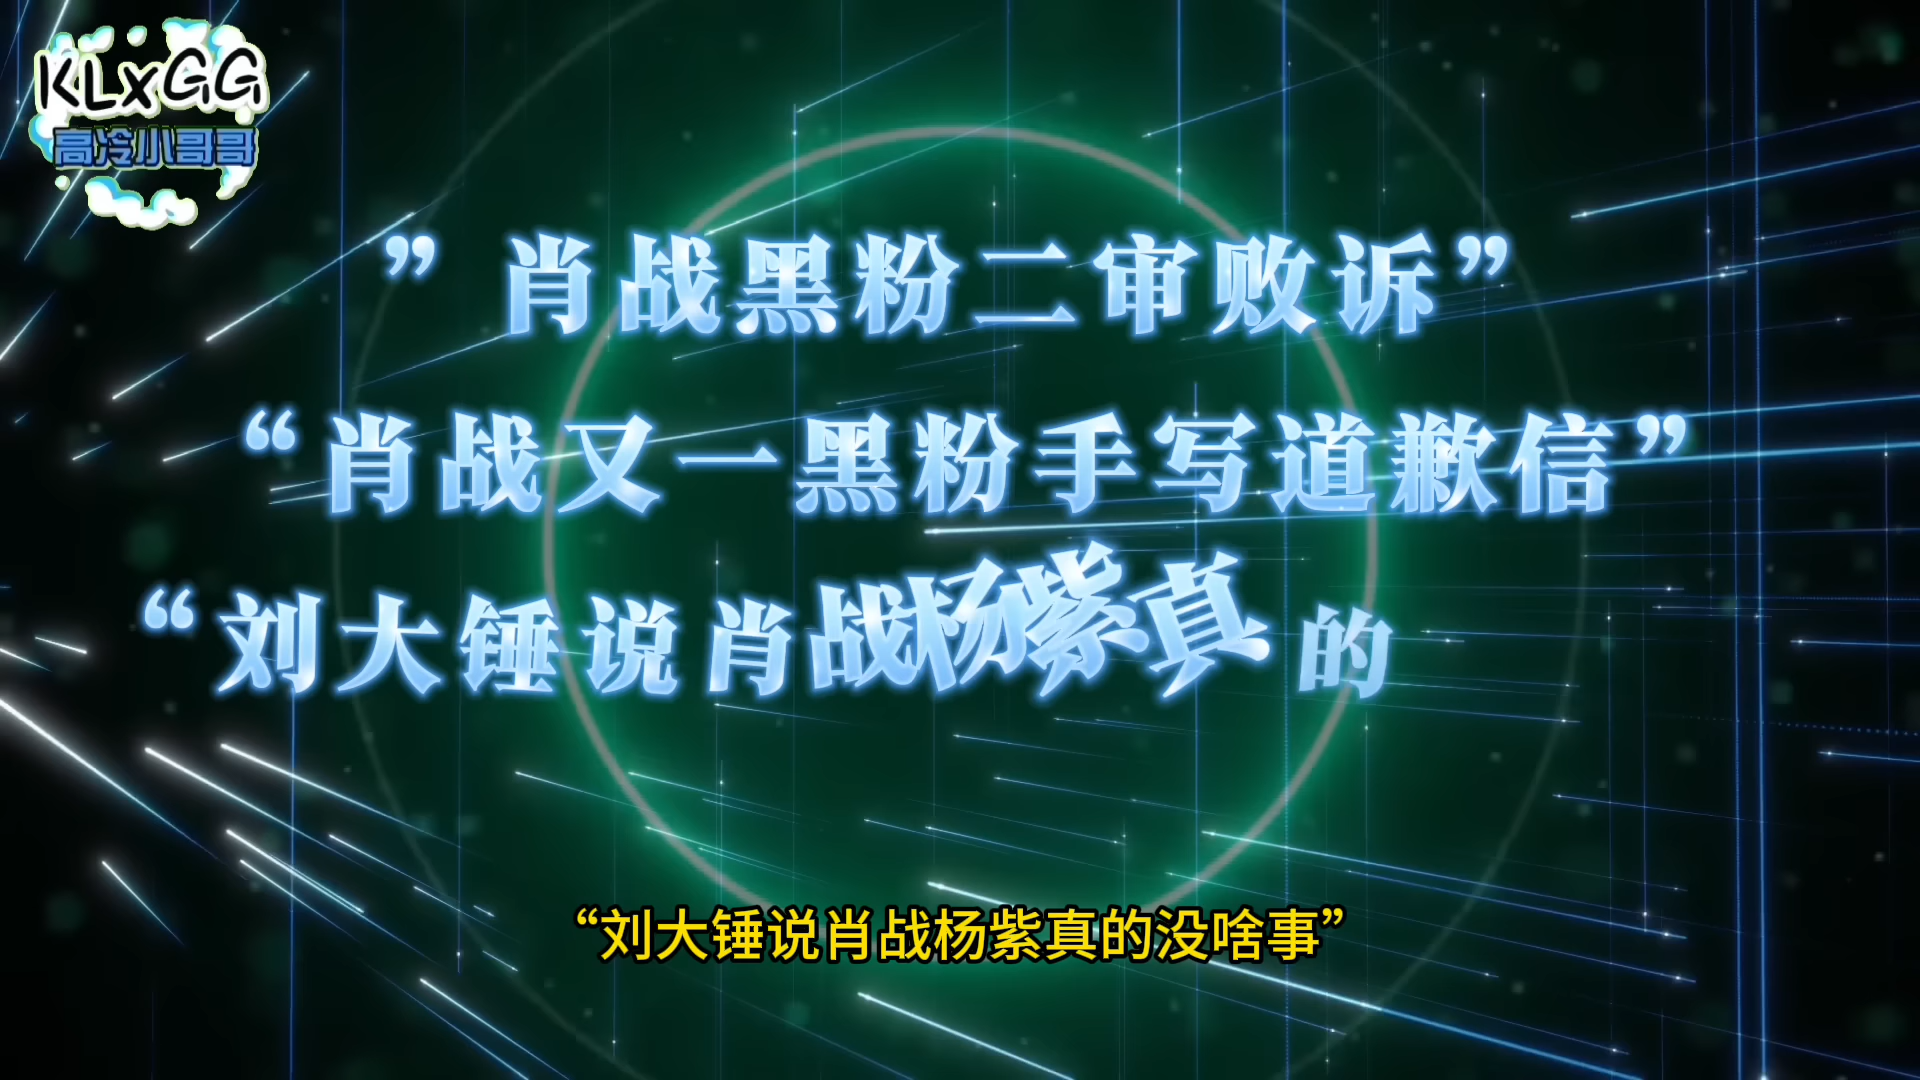 KLxGG
高冷小哥哥
”肖战黑粉二审败诉”
“肖战又一黑粉手写道歉信”
“刘大锤说肖战杨紫真的
“刘大锤说肖战杨紫真的没啥事”